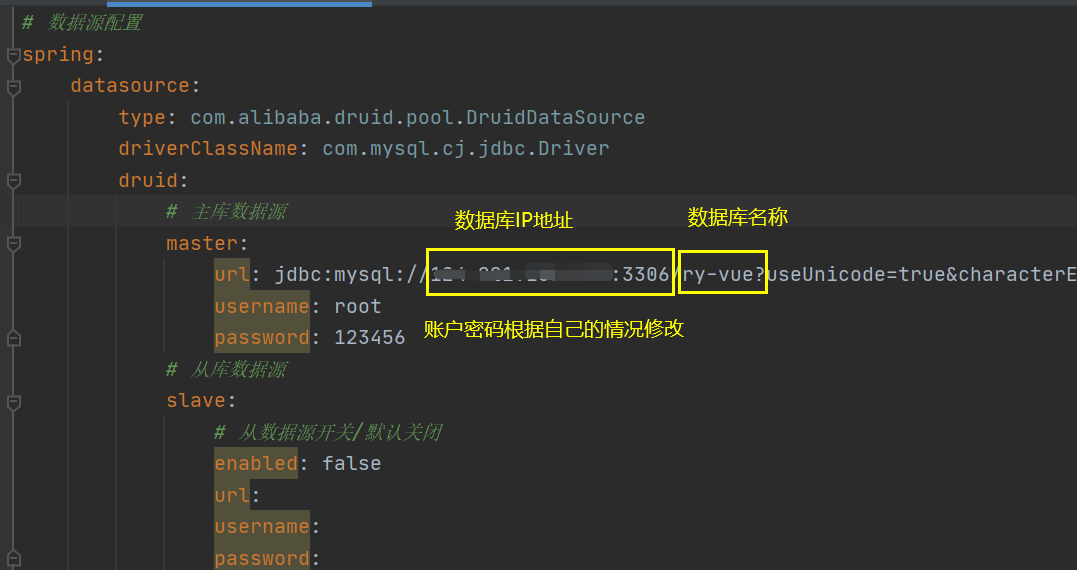 # 数据源配置
spring:
datasource:
type: com.alibaba.druid.pool.DruidDataSource
driverClassName: com.mysql.cj.jdbc.Driver
druid:
# 主库数据源
数据库IP地址
数据库名称
master:
url: jdbc:mysql:// :3306/ry-vue?useUnicode=true&characterE
username: root
password: 123456
账户密码根据自己的情况修改
# 从库数据源
slave:
# 从数据源开关/默认关闭
enabled: false
url:
username:
password: